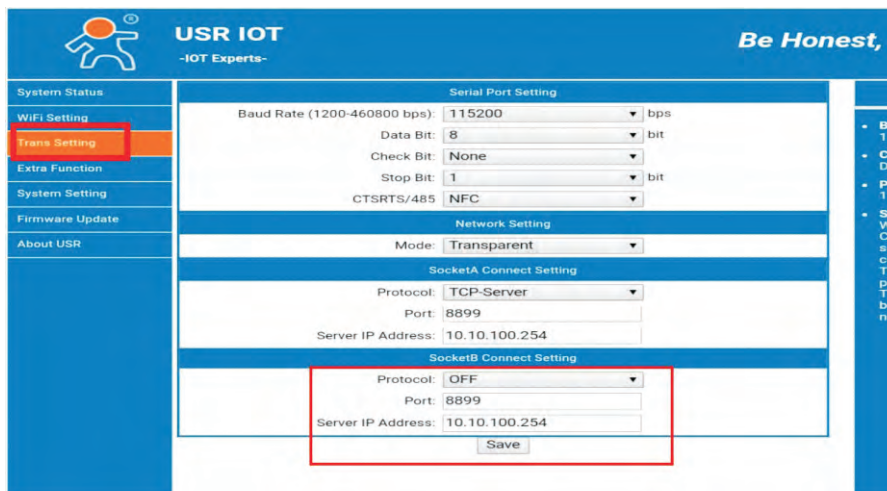 ®
USR IOT
-IOT Experts-
Be Honest,
System Status
WiFi Setting
Trans Setting
Extra Function
System Setting
Firmware Update
About USR
Serial Port Setting
Baud Rate (1200-460800 bps): 115200 bps
Data Bit: 8 bit
Check Bit: None
Stop Bit: 1 bit
CTSRTS/485 NFC
Network Setting
Mode: Transparent
SocketA Connect Setting
Protocol: TCP-Server
Port: 8899
Server IP Address: 10.10.100.254
SocketB Connect Setting
Protocol: OFF
Port: 8899
Server IP Address: 10.10.100.254
Save